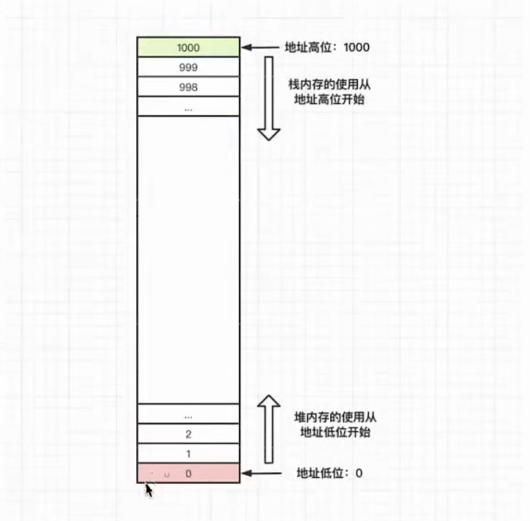 1000
地址高位：1000
999
998
栈内存的使用从
地址高位开始
...
...
堆内存的使用从
2
地址低位开始
1
0
地址低位：0